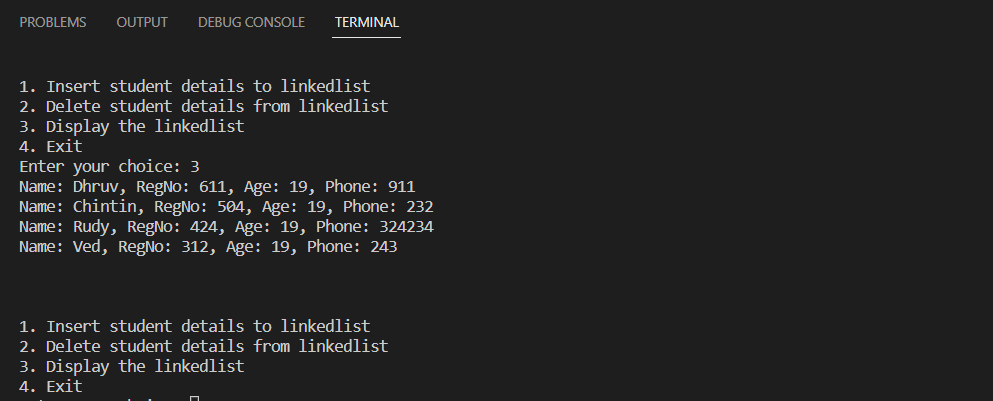 PROBLEMS OUTPUT DEBUG CONSOLE TERMINAL
1. Insert student details to linkedlist
2. Delete student details from linkedlist
3. Display the linkedlist
4. Exit
Enter your choice: 3
Name: Dhruv, RegNo: 611, Age: 19, Phone: 911
Name: Chintin, RegNo: 504, Age: 19, Phone: 232
Name: Rudy, RegNo: 424, Age: 19, Phone: 324234
Name: Ved, RegNo: 312, Age: 19, Phone: 243
1. Insert student details to linkedlist
2. Delete student details from linkedlist
3. Display the linkedlist
4. Exit